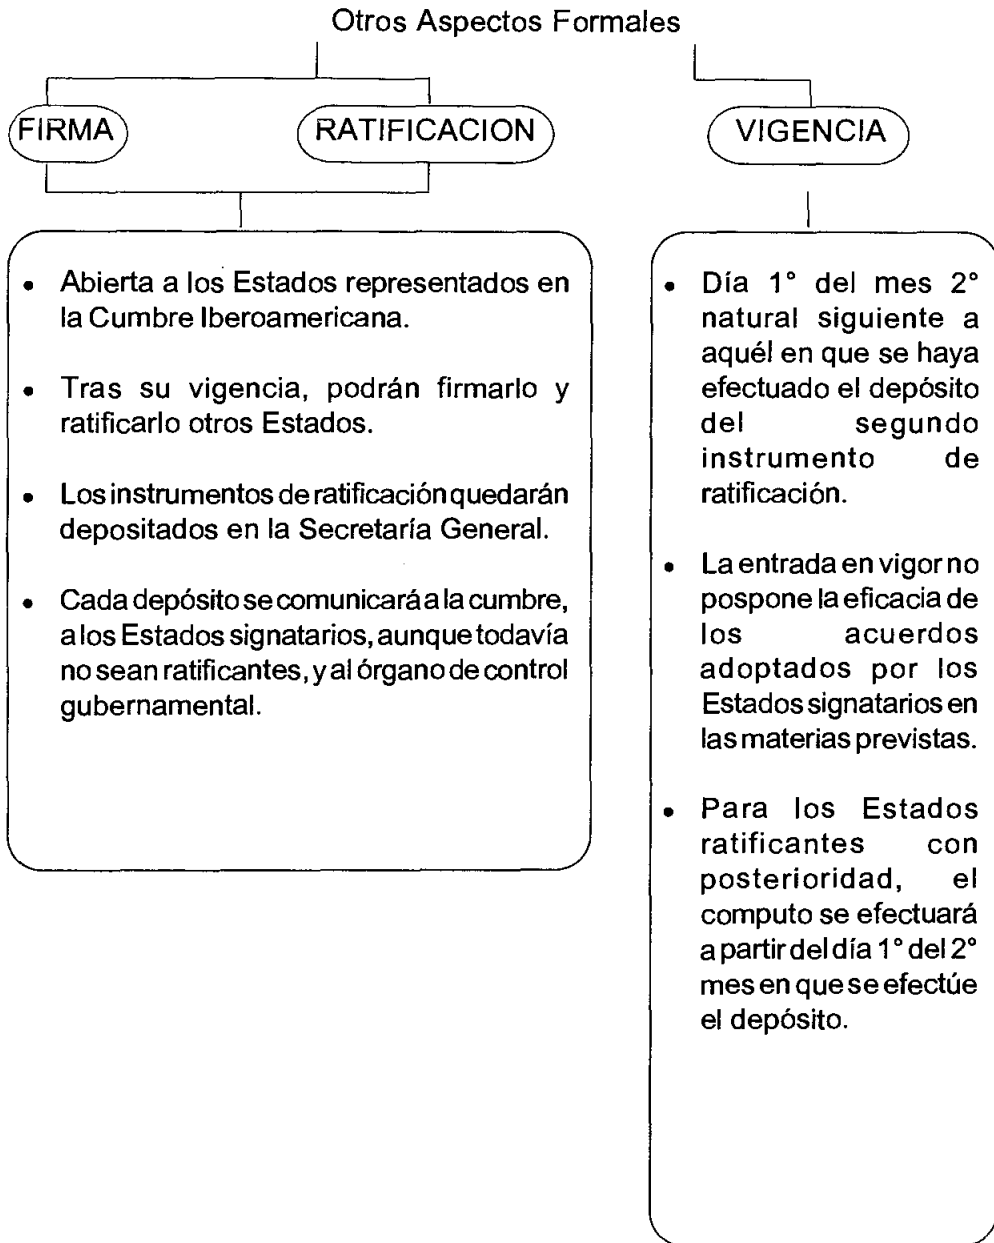 Otros Aspectos Formales
FIRMA
RATIFICACION
VIGENCIA
• Abierta a los Estados representados en
la Cumbre Iberoamericana.
• Tras su vigencia, podrán firmarlo y
ratificarlo otros Estados.
• Los instrumentos de ratificación quedarán
depositados en la Secretaría General.
• Cada depósito se comunicará a la cumbre,
a los Estados signatarios, aunque todavía
no sean ratificantes, y al órgano de control
gubernamental.
• Día 1° del mes 2°
natural siguiente a
aquél en que se haya
efectuado el depósito
del segundo
instrumento de
ratificación.
• La entrada en vigor no
pospone la eficacia de
los acuerdos
adoptados por los
Estados signatarios en
las materias previstas.
• Para los Estados
ratificantes con
posterioridad, el
computo se efectuará
a partir del día 1° del 2°
mes en que se efectúe
el depósito.